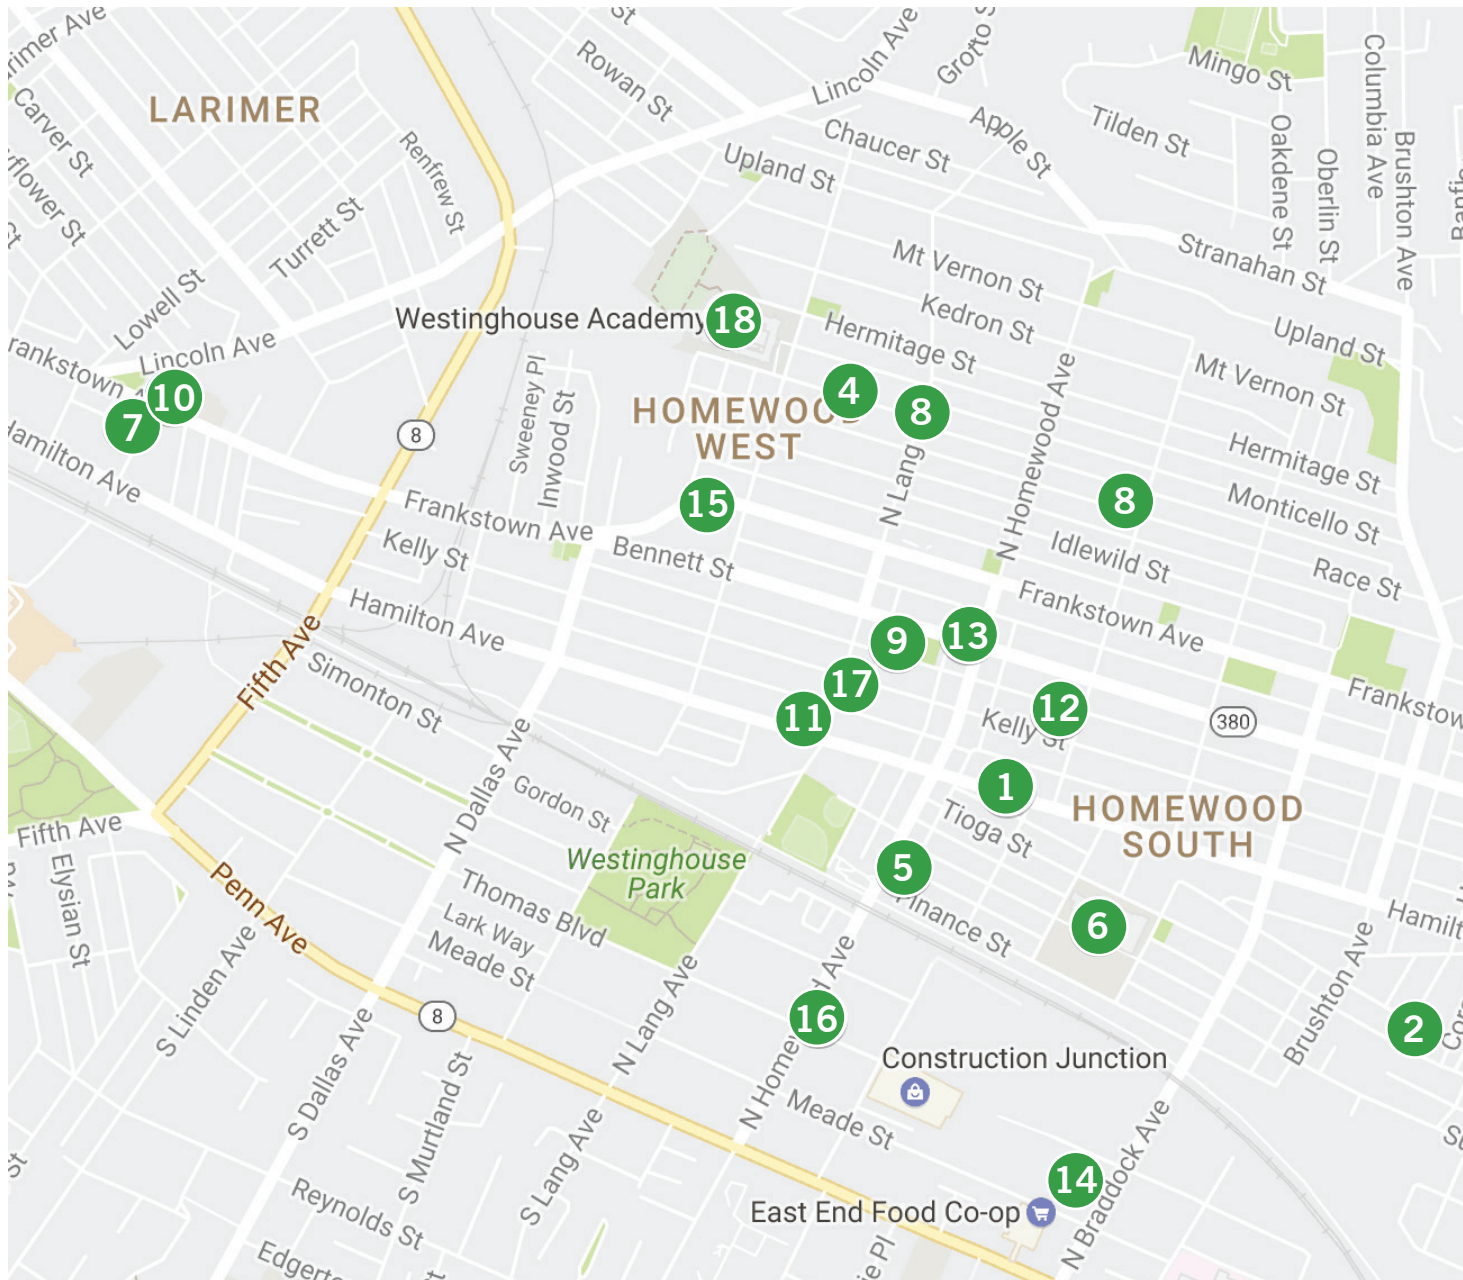 St
Lincoln Ave
Rowan St
Mingo St
Columbia Ave
LARIMER
Carver St
Chaucer St
Apple St
Tilden St
Oakdene St
Oberlin St
Brushton Ave
Renfrew St
Upland St
Turrett St
Mt Vernon St
Stranahan St
Lowell St
Kedron St
Westinghouse Academy
18
Hermitage St
Upland St
Lincoln Ave
Sweeney Pl
Inwood St
N Homewood Ave
Mt Vernon St
10
7
4
8
HOMEWOO
WEST
8
N Lang
Hermitage St
Monticello St
8
15
Frankstown Ave
Kelly St
Bennett St
Idlewild St
Race St
Hamilton Ave
Frankstown Ave
9
13
Fifth Ave
Simonton St
17
11
12
Kelly St
380
N Dallas Ave
Gordon St
1
Tioga St
HOMEWOOD
SOUTH
Fifth Ave
Elysian St
Penn Ave
Westinghouse
Park
5
Thomas Blvd
Lark Way
Meade St
Finance St
6
S Linden Ave
N Lang Ave
16
Brushton Ave
2
8
Construction Junction
S Dallas Ave
S Murtland St
S Lang Ave
Meade St
N Braddock Ave
14
East End Food Co-op
Reynolds St